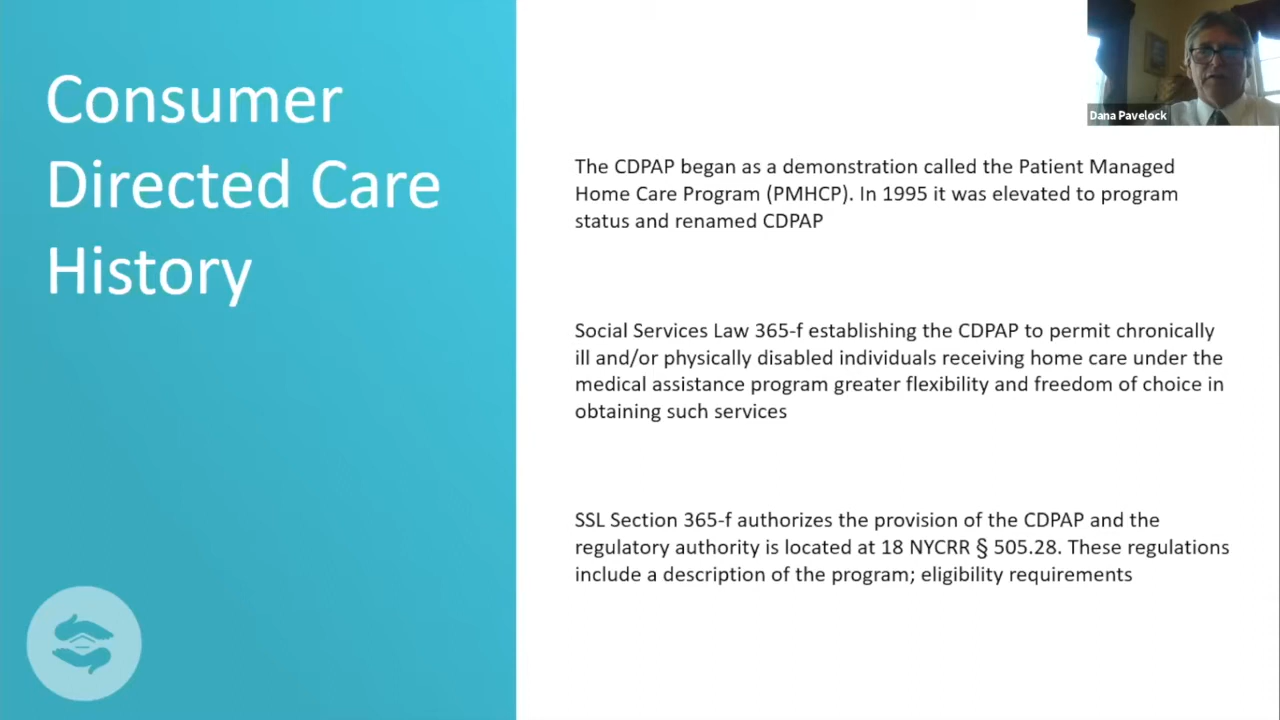 Consumer
Directed Care
History
Dana Pavelock
The CDPAP began as a demonstration called the Patient Managed
Home Care Program (PMHCP). In 1995 it was elevated to program
status and renamed CDPAP
Social Services Law 365-f establishing the CDPAP to permit chronically
ill and/or physically disabled individuals receiving home care under the
medical assistance program greater flexibility and freedom of choice in
obtaining such services
SSL Section 365-f authorizes the provision of the CDPAP and the
regulatory authority is located at 18 NYCRR § 505.28. These regulations
include a description of the program; eligibility requirements